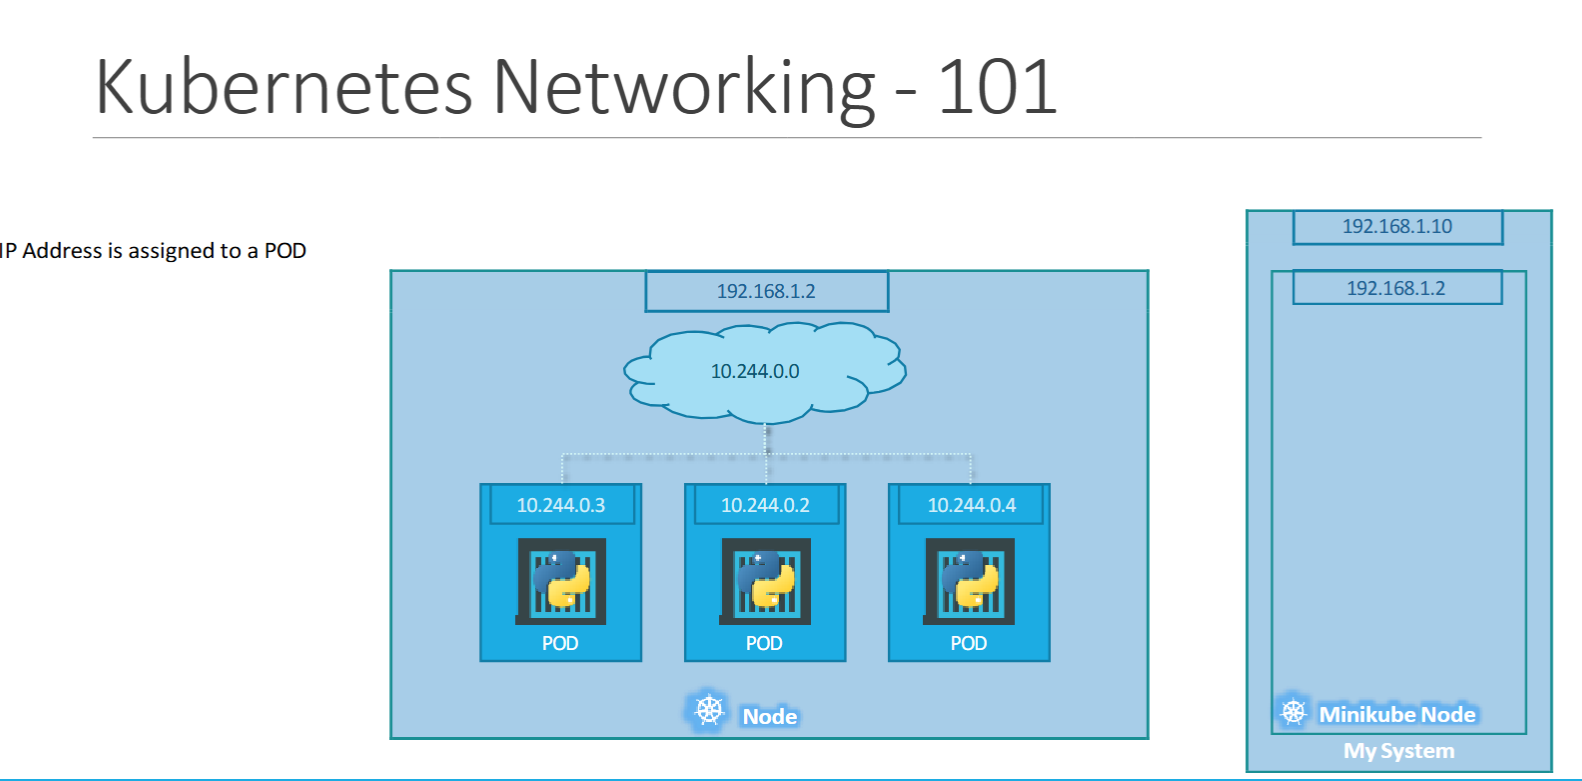 Kubernetes Networking - 101
IP Address is assigned to a POD
192.168.1.2
10.244.0.0
10.244.0.3
10.244.0.2
10.244.0.4
POD
POD
POD
Node
192.168.1.10
192.168.1.2
Minikube Node
My System